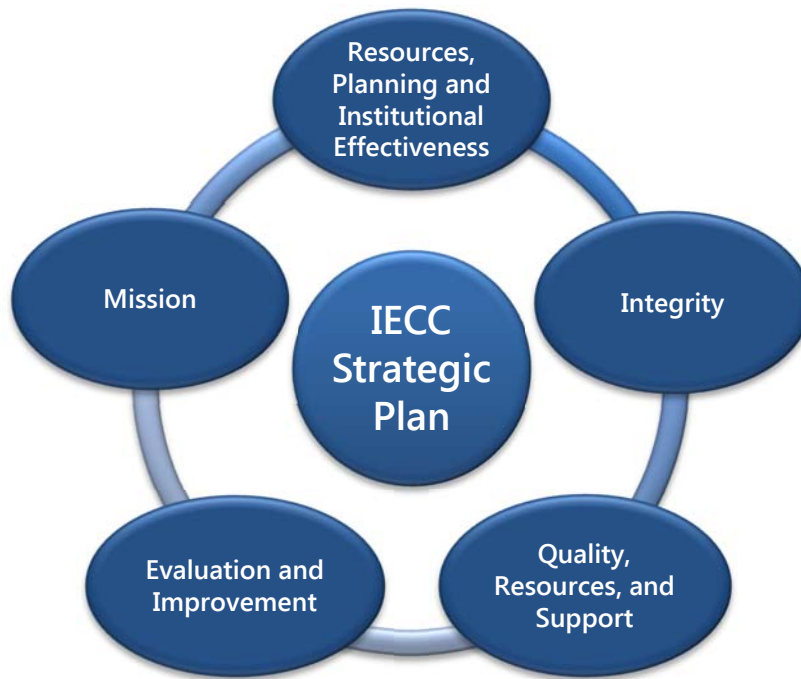 Resources,
Planning and
Institutional
Effectiveness
Mission
Integrity
IECC
Strategic
Plan
Evaluation and
Improvement
Quality,
Resources, and
Support